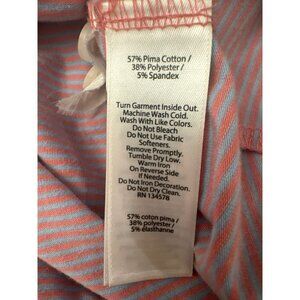 57% Pima Cotton /
38% Polyester /
5% Spandex
Turn Garment Inside Out.
Machine Wash Cold.
Wash With Like Colors.
Do Not Bleach
Do Not Use Fabric
Softeners.
Remove Promptly.
Tumble Dry Low.
Warm Iron
On Reverse Side
if Needed.
Do Not Iron Decoration.
Do Not Dry Clean.
RN 134578
57% coton pima /
38% polyester /
5% élasthanne